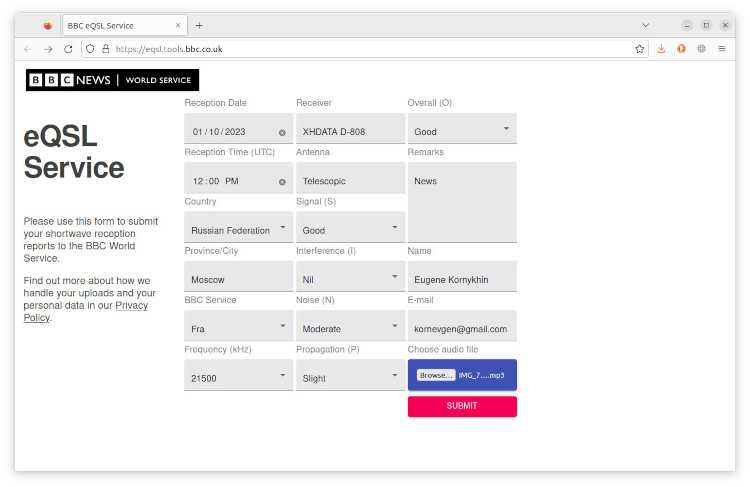 BBC eQSL Service
https://eqsl.tools.bbc.co.uk
BBC NEWS | WORLD SERVICE
eQSL
Service
Please use this form to submit
your shortwave reception
reports to the BBC World
Service.
Find out more about how we
handle your uploads and your
personal data in our Privacy
Policy.
Reception Date
01/10/2023
Reception Time (UTC)
12:00 PM
Country
Russian Federation
Province/City
Moscow
BBC Service
Fra
Frequency (kHz)
21500
Receiver
XHDATA D-808
Antenna
Telescopic
Signal (S)
Good
Interference (I)
Nil
Noise (N)
Moderate
Propagation (P)
Slight
Overall (O)
Good
Remarks
News
Name
Eugene Kornykhin
E-mail
kornevgen@gmail.com
Choose audio file
Browse... IMG_7....mp3
SUBMIT